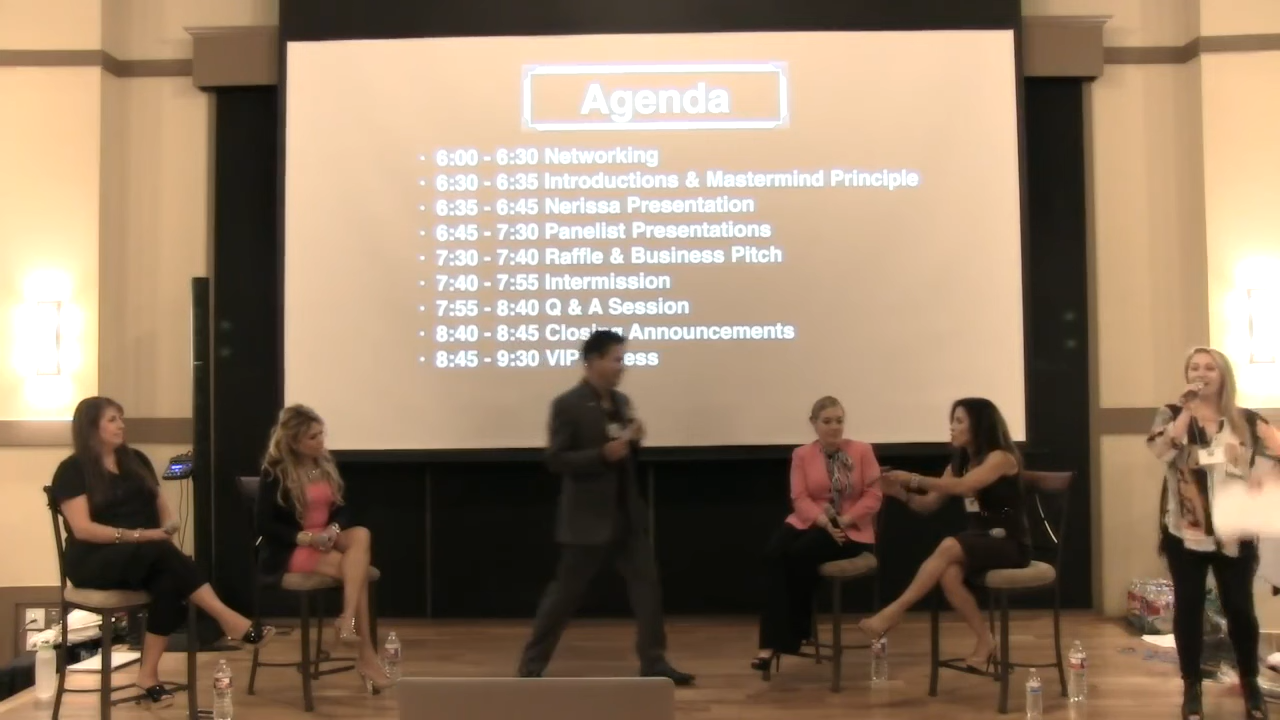 Agenda
• 6:00 - 6:30 Networking
• 6:30 - 6:35 Introductions & Mastermind Principle
• 6:35 - 6:45 Nerissa Presentation
• 6:45 - 7:30 Panelist Presentations
• 7:30 - 7:40 Raffle & Business Pitch
• 7:40 - 7:55 Intermission
• 7:55 - 8:40 Q & A Session
• 8:40 - 8:45 Closing Announcements
• 8:45 - 9:30 VIP